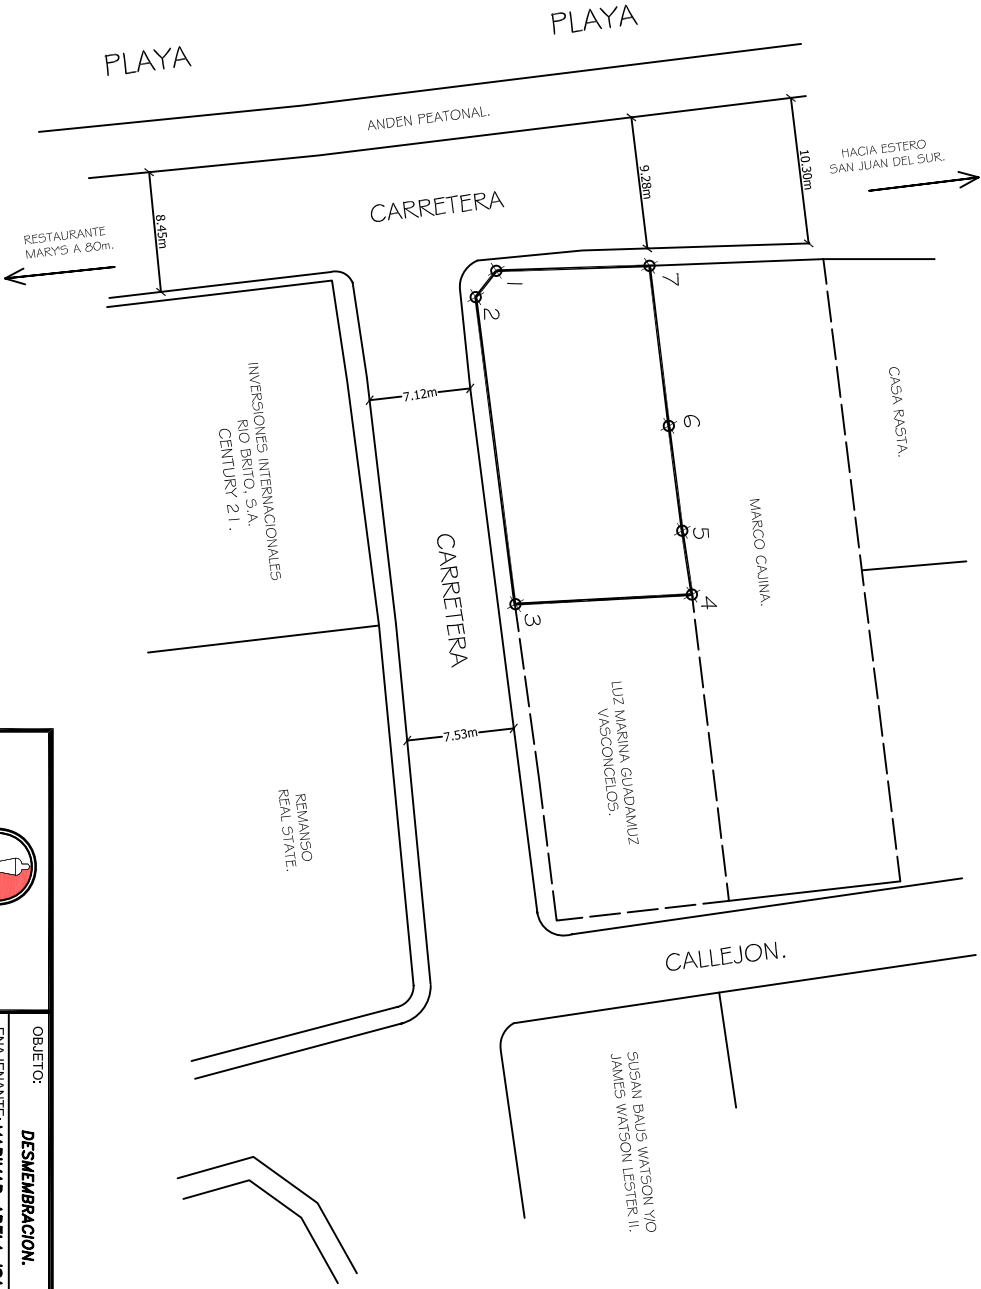 PLAYA
PLAYA
ANDEN PEATONAL.
HACIA ESTERO
SAN JUAN DEL SUR.
10.30m
9.28m
8.45m
CARRETERA
RESTAURANTE
MARY'S A 80m.
1
2
7
6
5
4
3
7.12m
CASA RASTA.
INVERSIONES INTERNACIONALES
RIO BRITO, S.A.
CENTURY 21.
MARCO CAJINA.
CARRETERA
7.53m
LUZ MARINA GUADAMUZ
VASCONCELOS.
REMANSO
REAL STATE.
CALLEJON.
SUSAN BAUS WATSON Y/O
JAMES WATSON LESTER II.
OBJETO:
DESMEMBRACION.